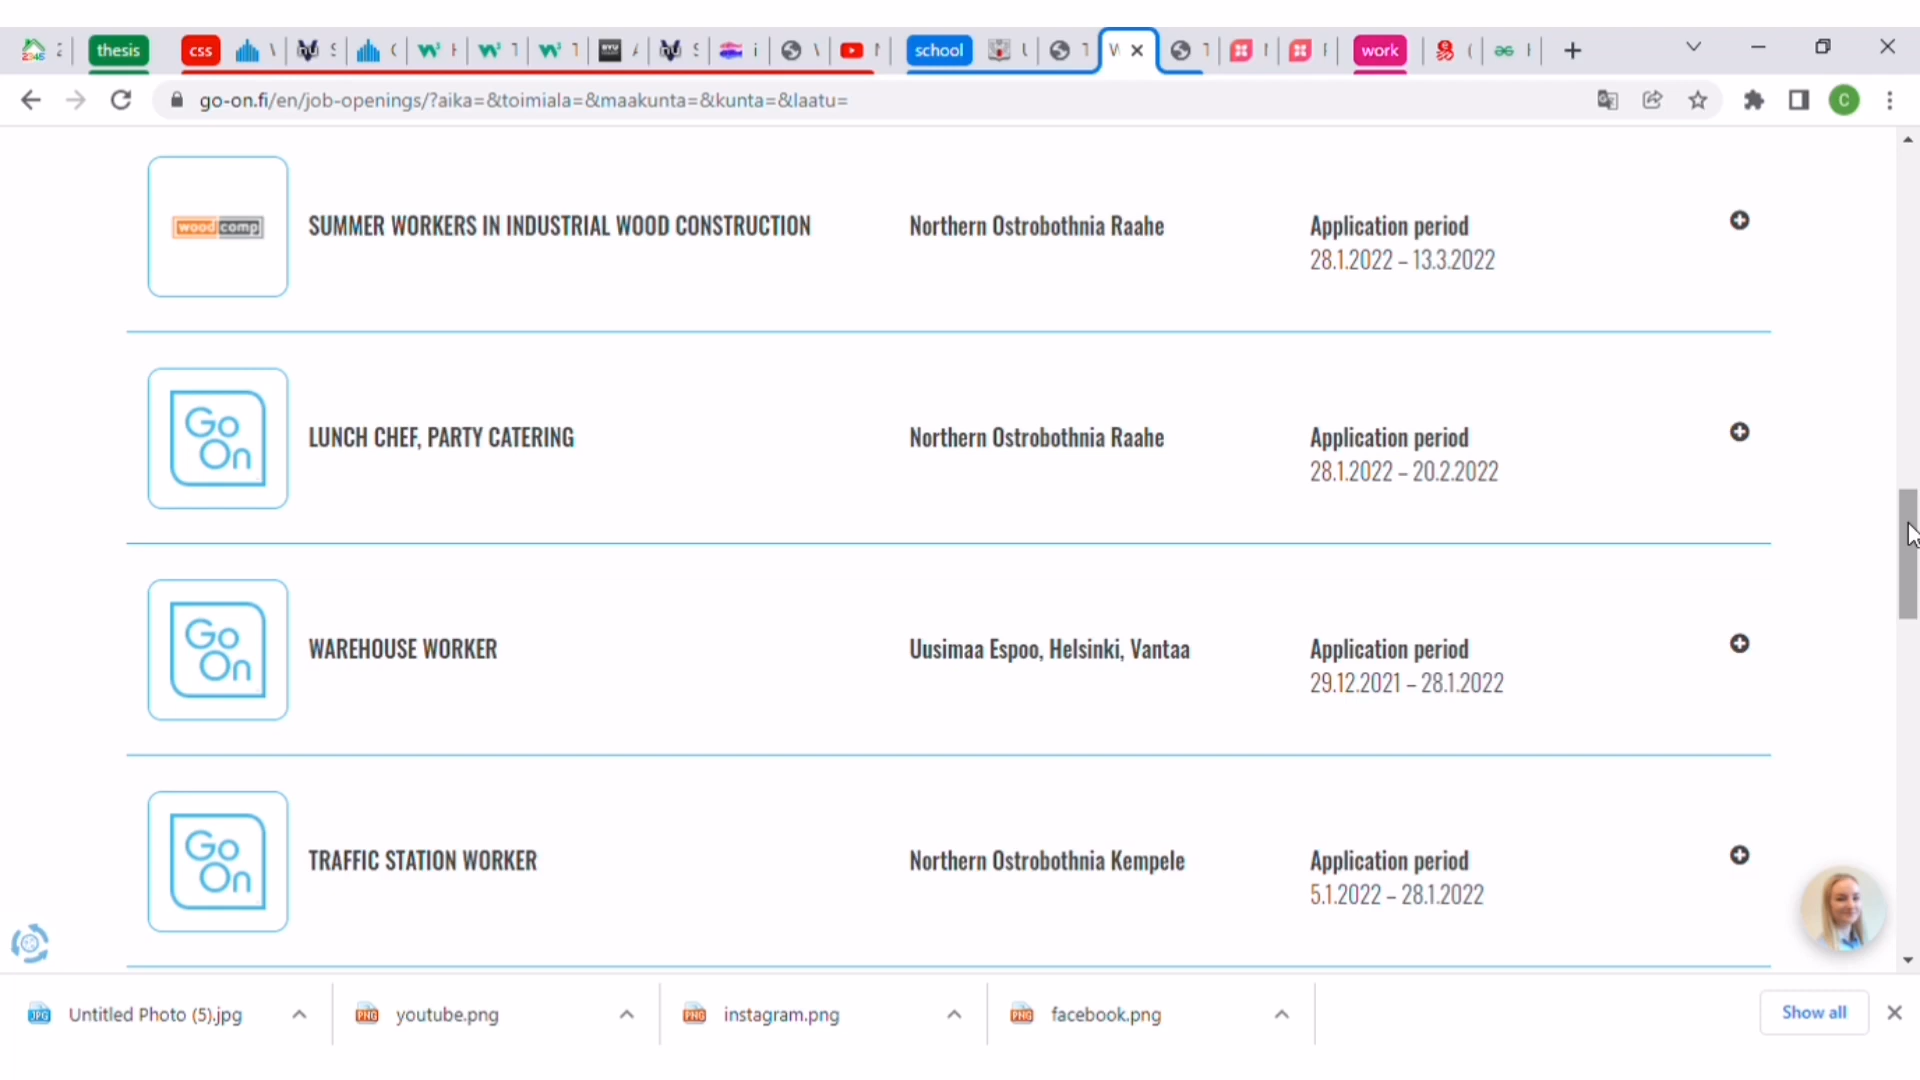 thesis
css
school
work
go-on.fi/en/job-openings/?aika=&toimiala=&maakunta=&kunta=&laatu=
C
wood comp
SUMMER WORKERS IN INDUSTRIAL WOOD CONSTRUCTION
Northern Ostrobothnia Raahe
Application period
28.1.2022 – 13.3.2022
Go
On
LUNCH CHEF, PARTY CATERING
Northern Ostrobothnia Raahe
Application period
28.1.2022 – 20.2.2022
Go
On
WAREHOUSE WORKER
Uusimaa Espoo, Helsinki, Vantaa
Application period
29.12.2021 – 28.1.2022
Go
On
TRAFFIC STATION WORKER
Northern Ostrobothnia Kempele
Application period
5.1.2022 – 28.1.2022
Untitled Photo (5).jpg
youtube.png
instagram.png
facebook.png
Show all